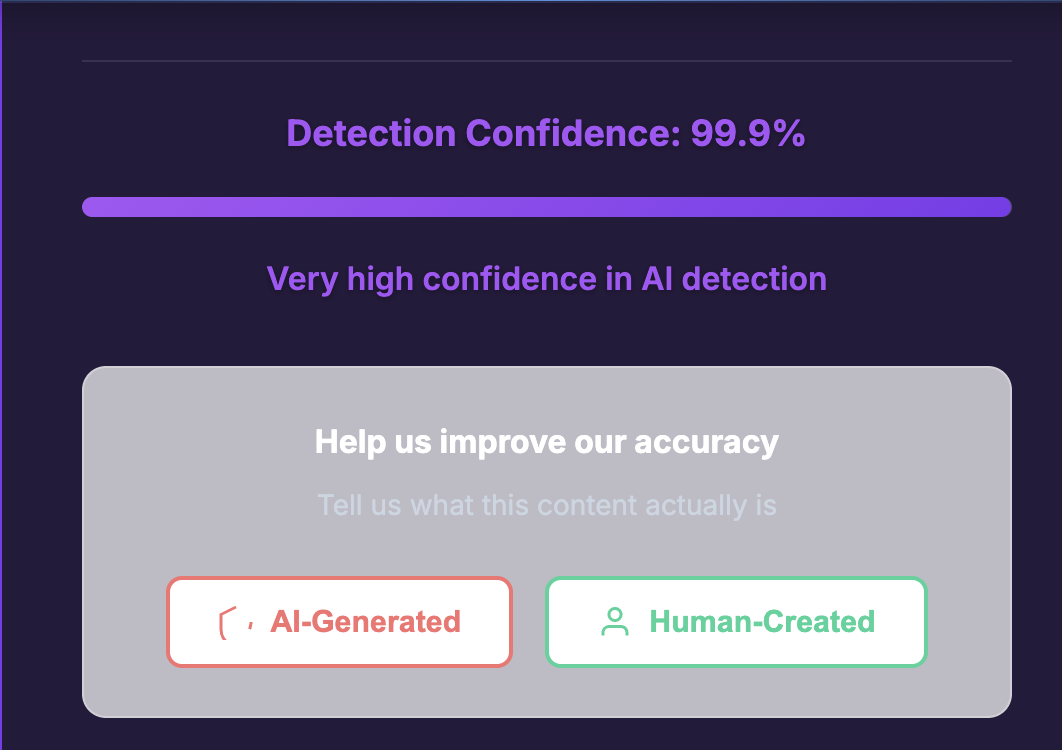 Detection Confidence: 99.9%
Very high confidence in AI detection
Help us improve our accuracy
Tell us what this content actually is
AI-Generated
Human-Created